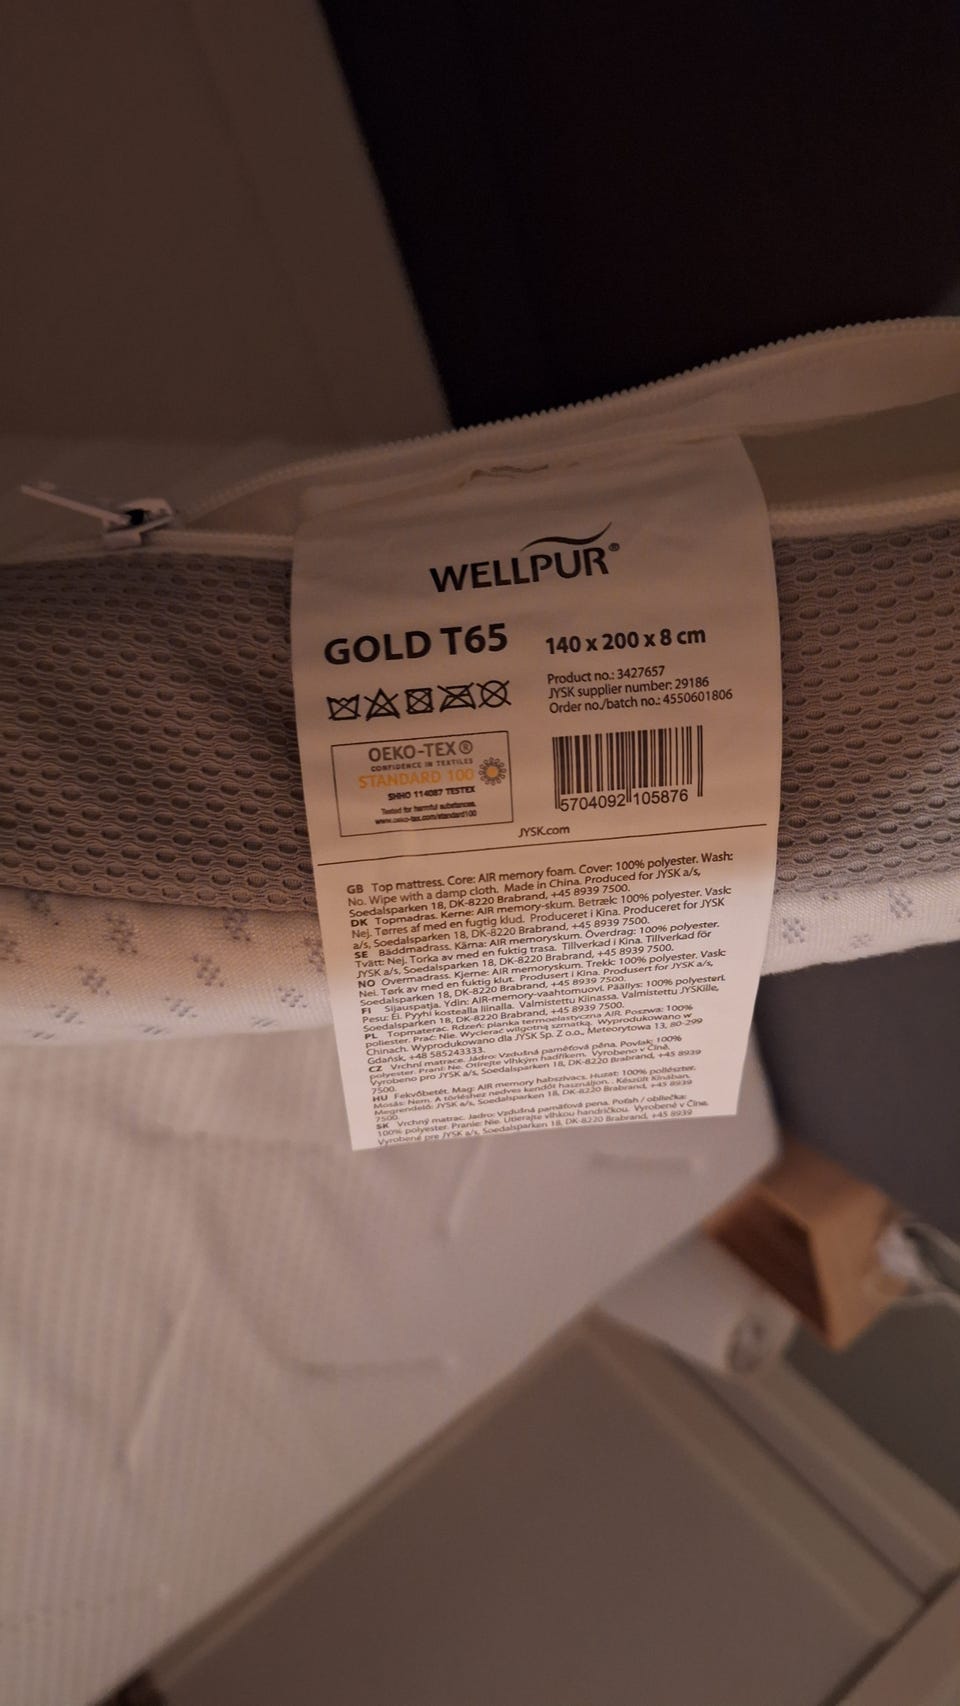 WELLPUR®
GOLD T65
140 x 200 x 8 cm
Product no.: 3427657
JYSK supplier number: 29186
Order no./batch no.: 4550601806
OEKO-TEX®
CONFIDENCE IN TEXTILES
STANDARD 100
SHHO 114087 TESTEX
Tested for harmful substances.
www.oeko-tex.com/standard100
5704092 105876
JYSK.com
GB Top mattress. Core: AIR memory foam. Cover: 100% polyester. Wash:
No. Wipe with a damp cloth. Made in China. Produced for JYSK a/s,
Soedalsparken 18, DK-8220 Brabrand, +45 8939 7500.
DK Topmadras. Kerne: AIR memory-skum. Betræk: 100% polyester. Vask:
Nej. Tørres af med en fugtig klud. Produceret i Kina. Produceret for JYSK
a/s, Soedalsparken 18, DK-8220 Brabrand, +45 8939 7500.
SE Bäddmadrass. Kärna: AIR memoryskum. Överdrag: 100% polyester.
Tvätt: Nej. Torka av med en fuktig trasa. Tillverkad i Kina. Tillverkad för
JYSK a/s, Soedalsparken 18, DK-8220 Brabrand, +45 8939 7500.
NO Overmadrass. Kjerne: AIR memoryskum. Trekk: 100% polyester. Vask:
Nei. Tørk av med en fuktig klut. Produsert i Kina. Produsert for JYSK a/s,
Soedalsparken 18, DK-8220 Brabrand, +45 8939 7500.
FI Sijauspatja. Ydin: AIR-memory-vaahtomuovi. Päällys: 100% polyesteri.
Pesu: Ei. Pyyhi kostealla liinalla. Valmistettu Kiinassa. Valmistettu JYSKille,
Soedalsparken 18, DK-8220 Brabrand, +45 8939 7500.
PL Topmaterac. Rdzeń: pianka termoelastyczna AIR. Poszwa: 100%
poliester. Prać: Nie. Wycierać wilgotną szmatką. Wyprodukowano w
Chinach. Wyprodukowano dla JYSK Sp. Z o.o., Meteorytowa 13, 80-299
Gdańsk, +48 585243333.
CZ Vrchní matrace. Jádro: Vzdušná paměťová pěna. Povlak: 100%
polyester. Praní: Ne. Otírejte vlhkým hadříkem. Vyrobeno v Číně.
Vyrobeno pro JYSK a/s, Soedalsparken 18, DK-8220 Brabrand, +45 8939
7500.
HU Fekvőbetét. Mag: AIR memory habszivacs. Huzat: 100% poliészter.
Mosás: Nem. A törléshez nedves kendőt használjon. . Készült Kínában.
Megrendelő: JYSK a/s, Soedalsparken 18, DK-8220 Brabrand, +45 8939
7500.
SK Vrchný matrac. Jadro: Vzdušná pamäťová pena. Poťah / obliečka:
100% polyester. Pranie: Nie. Utierajte vlhkou handričkou. Vyrobené v Číne.
Vyrobené pre JYSK a/s, Soedalsparken 18, DK-8220 Brabrand, +45 8939